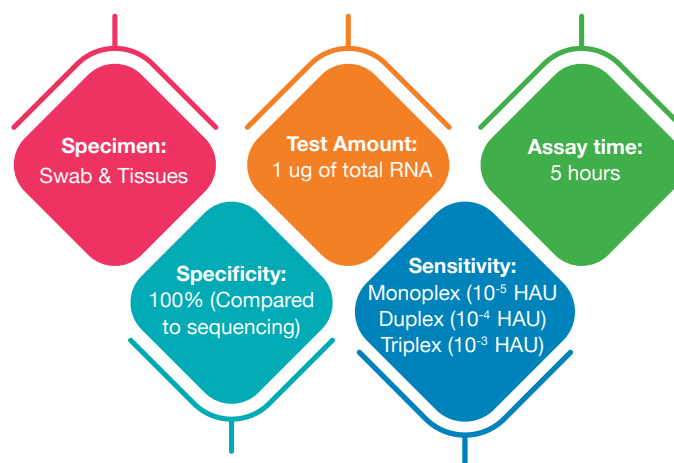 Specimen:
Swab & Tissues
Test Amount:
1 ug of total RNA
Assay time:
5 hours
Specificity:
100% (Compared
to sequencing)
Sensitivity:
Monoplex (10⁻⁵ HAU
Duplex (10⁻⁴ HAU)
Triplex (10⁻³ HAU)